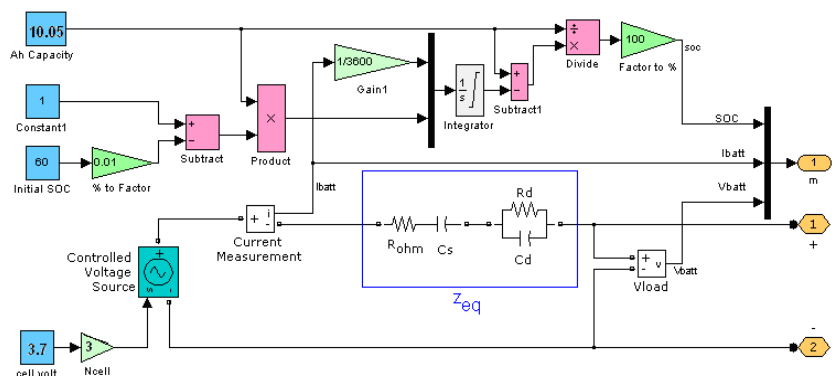 10.05
Ah Capacity
1
Constant1
60
Initial SOC
0.01
% to Factor
+
−
Subtract
×
Product
1/3600
Gain1
1
s
Integrator
+
−
Subtract1
÷
×
Divide
100
Factor to %
soc
SOC
Ibatt
Vbatt
1
m
Ibatt
+
-
i
Current
Measurement
Controlled
Voltage
Source
+
-
s
Rohm
Cs
Rd
Cd
Zeq
+
-
v
Vbatt
Vload
1
+
-
2
3.7
cell volt
3
Ncell